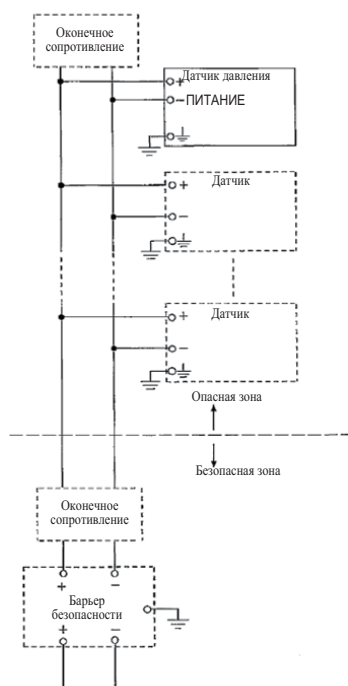 Оконечное
сопротивление
+
Датчик давления
−ПИТАНИЕ
+
Датчик
−
+
Датчик
−
Опасная зона
Безопасная зона
Оконечное
сопротивление
+ −
Барьер
безопасности
+ −